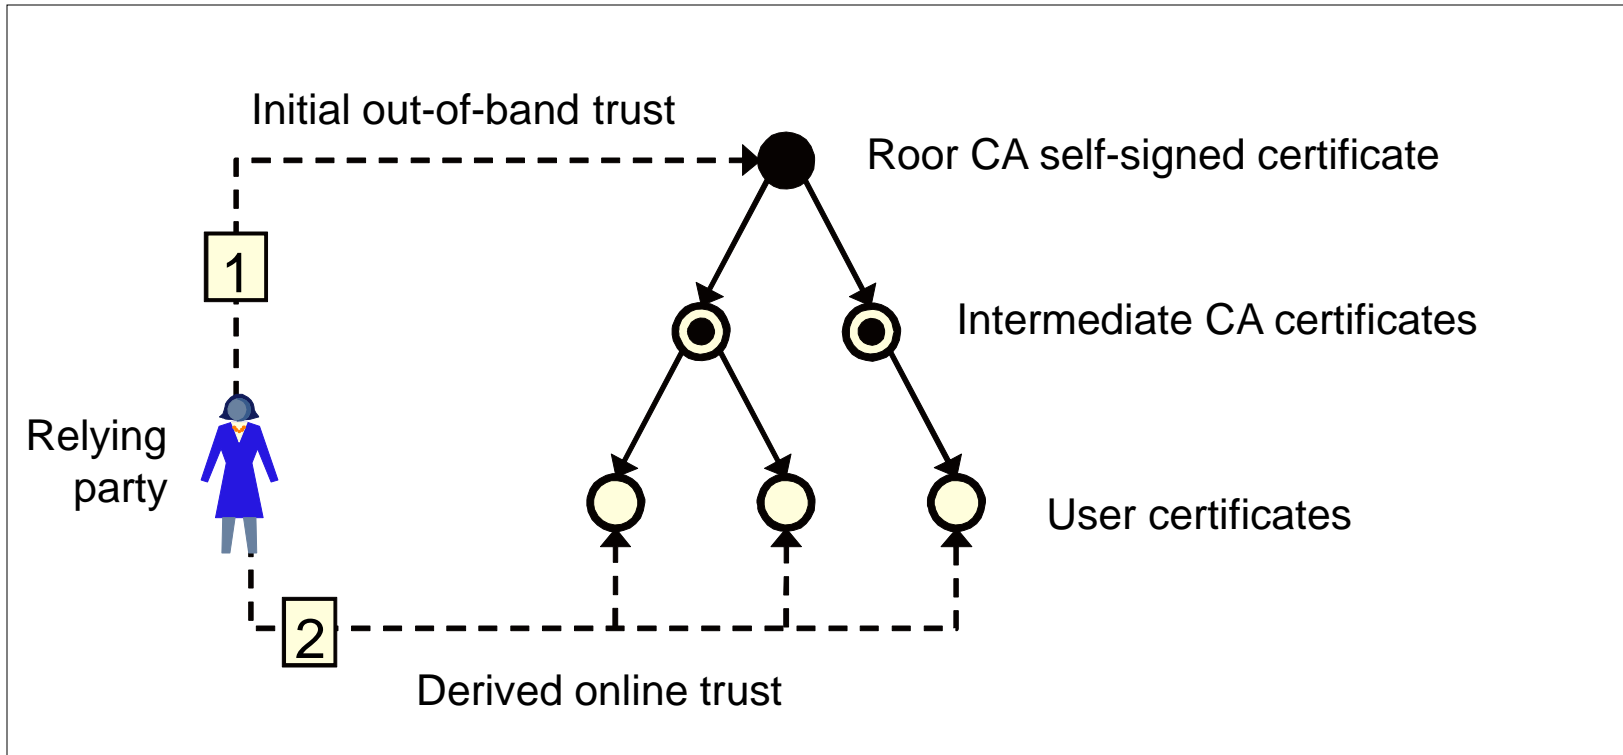 Initial out-of-band trust
Roor CA self-signed certificate
1
Intermediate CA certificates
Relying
party
User certificates
2
Derived online trust